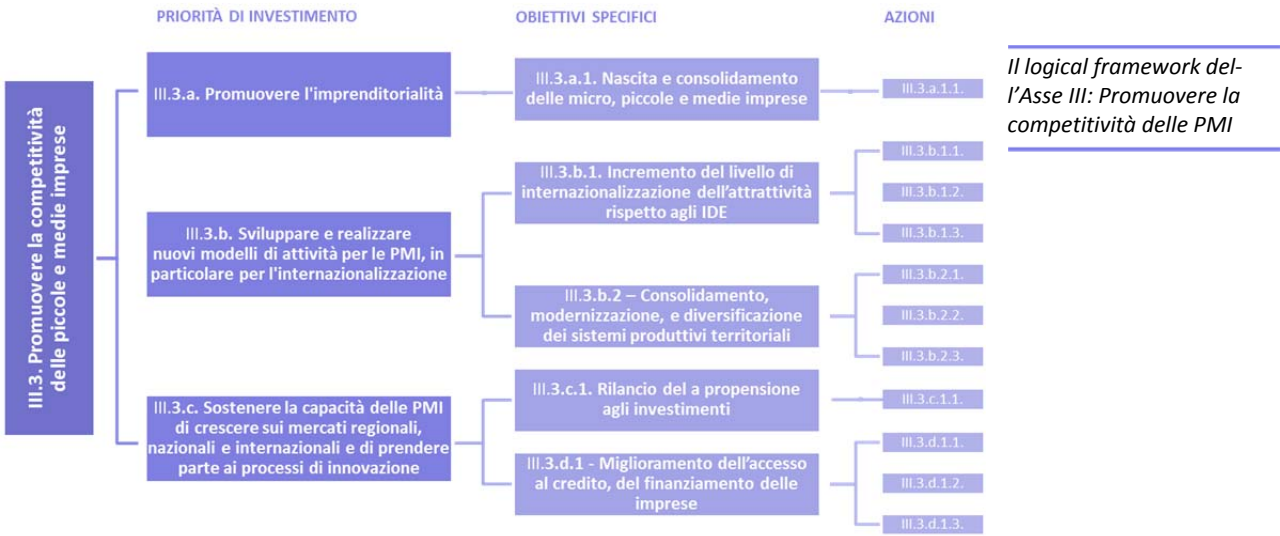 PRIORITÀ DI INVESTIMENTO
OBIETTIVI SPECIFICI
AZIONI
III.3. Promuovere la competitività
delle piccole e medie imprese
III.3.a. Promuovere l'imprenditorialità
III.3.a.1. Nascita e consolidamento
delle micro, piccole e medie imprese
III.3.a.1.1.
III.3.b. Sviluppare e realizzare
nuovi modelli di attività per le PMI, in
particolare per l'internazionalizzazione
III.3.b.1. Incremento del livello di
internazionalizzazione dell'attrattività
rispetto agli IDE
III.3.b.1.1.
III.3.b.1.2.
III.3.b.1.3.
III.3.b.2 – Consolidamento,
modernizzazione, e diversificazione
dei sistemi produttivi territoriali
III.3.b.2.1.
III.3.b.2.2.
III.3.b.2.3.
III.3.c. Sostenere la capacità delle PMI
di crescere sui mercati regionali,
nazionali e internazionali e di prendere
parte ai processi di innovazione
III.3.c.1. Rilancio del a propensione
agli investimenti
III.3.c.1.1.
III.3.d.1 - Miglioramento dell'accesso
al credito, del finanziamento delle
imprese
III.3.d.1.1.
III.3.d.1.2.
III.3.d.1.3.
Il logical framework del-
l'Asse III: Promuovere la
competitività delle PMI